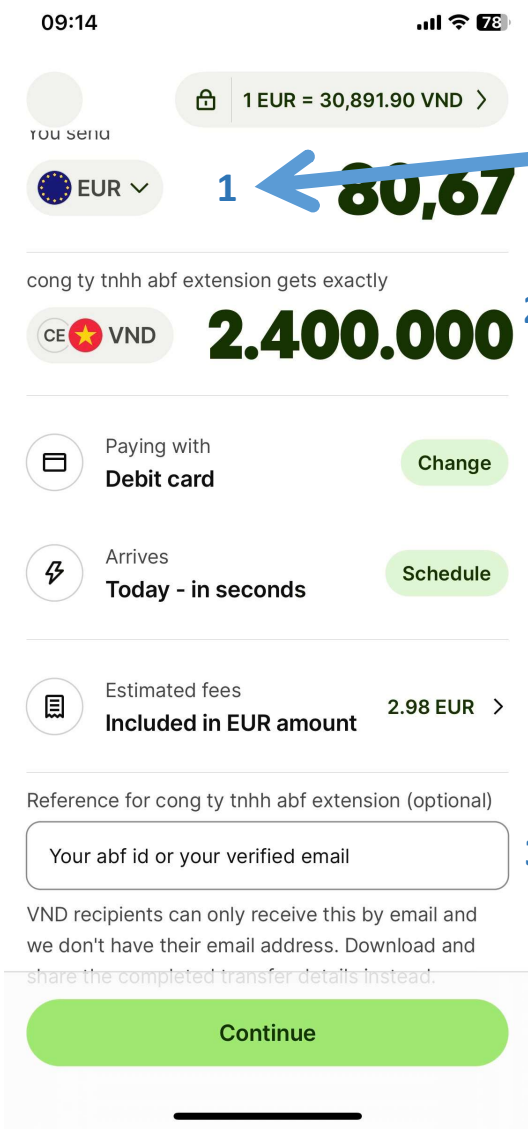 09:14
78
1 EUR = 30,891.90 VND
You send
EUR
1
80,67
cong ty tnhh abf extension gets exactly
CE
VND
2.400.000
Paying with
Debit card
Change
Arrives
Today - in seconds
Schedule
Estimated fees
Included in EUR amount
2.98 EUR
Reference for cong ty tnhh abf extension (optional)
Your abf id or your verified email
VND recipients can only receive this by email and
we don't have their email address. Download and
share the completed transfer details instead.
Continue